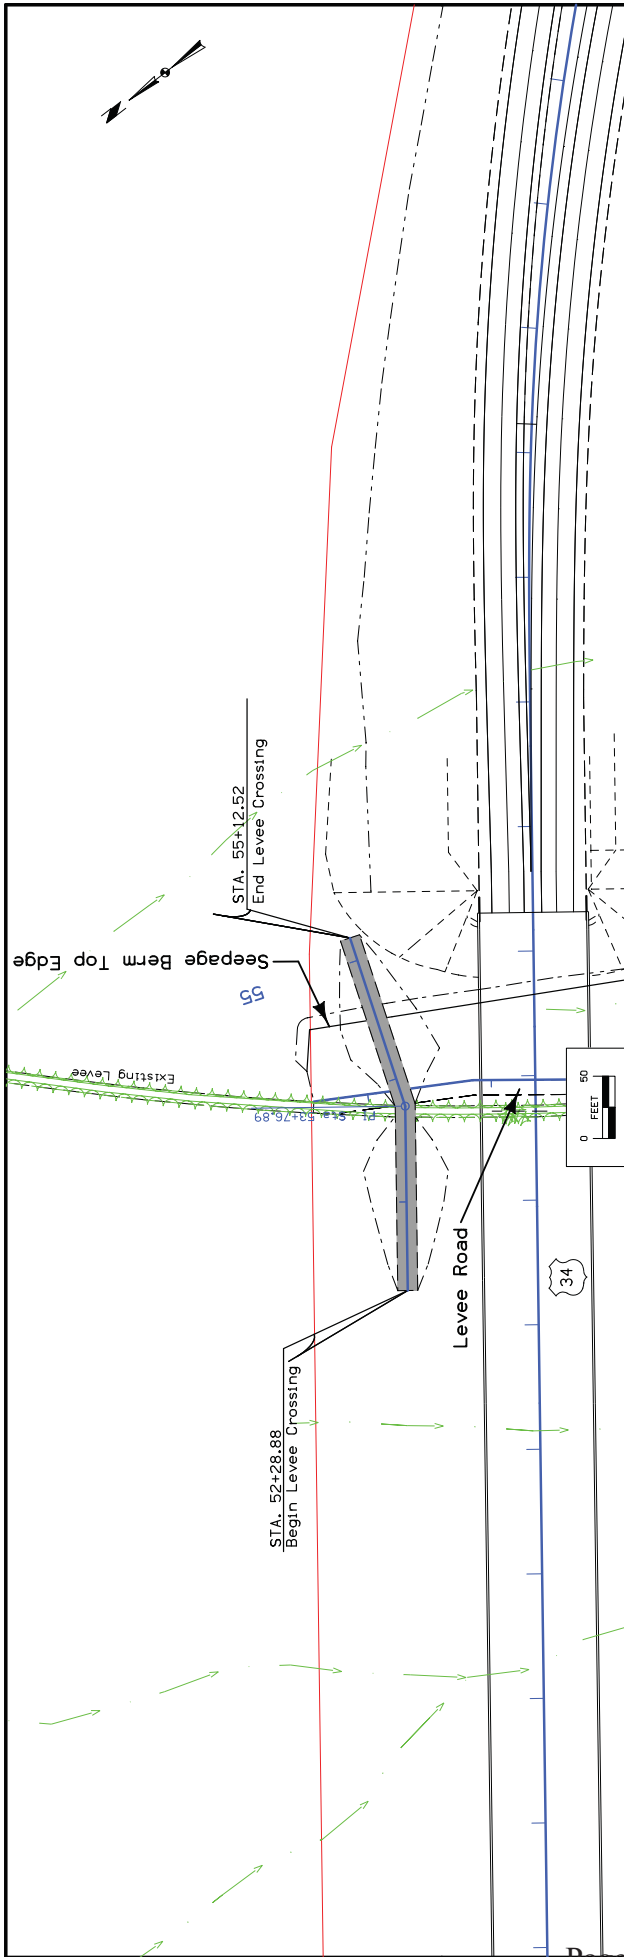 STA. 55+12.52
End Levee Crossing
Seepage Berm Top Edge
55
Existing Levee
PI Sta. 53+76.89
0
50
FEET
Levee Road
34
STA. 52+28.88
Begin Levee Crossing